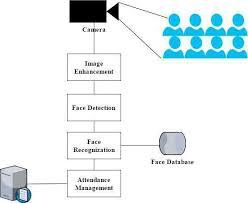 Camera
Image
Enhancement
Face Detection
Face
Recognization
Face Database
Attendance
Management